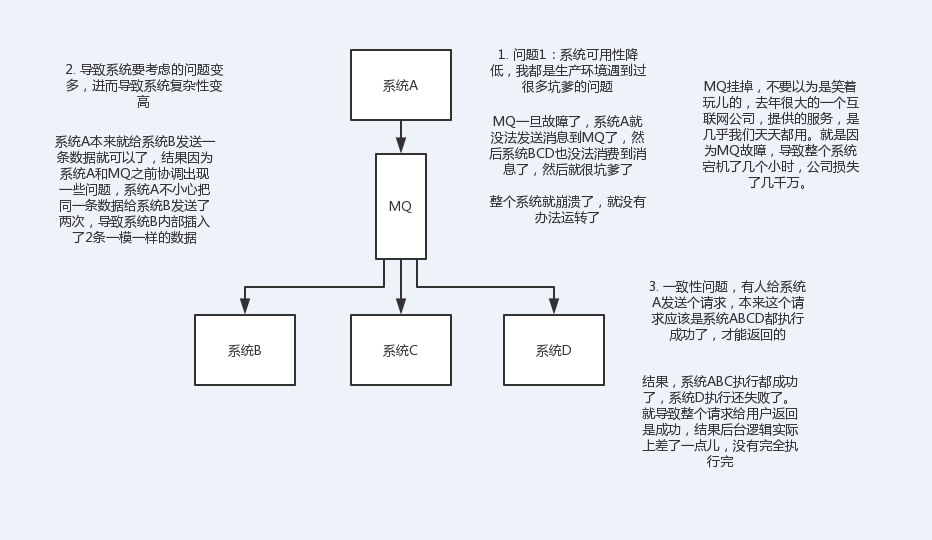 2. 导致系统要考虑的问题变
多，进而导致系统复杂性变
高
系统A本来就给系统B发送一
条数据就可以了，结果因为
系统A和MQ之前协调出现
一些问题，系统A不小心把
同一条数据给系统B发送了
两次，导致系统B内部插入
了2条一模一样的数据
系统A
MQ
系统B
系统C
系统D
1. 问题1：系统可用性降
低，我都是生产环境遇到过
很多坑爹的问题
MQ一旦故障了，系统A就
没法发送消息到MQ了，然
后系统BCD也没法消费到消
息了，然后就很坑爹了
整个系统就崩溃了，就没有
办法运转了
MQ挂掉，不要以为是笑着
玩儿的，去年很大的一个互
联网公司，提供的服务，是
几乎我们天天都用。就是因
为MQ故障，导致整个系统
宕机了几个小时，公司损失
了几千万。
3. 一致性问题，有人给系统
A发送个请求，本来这个请
求应该是系统ABCD都执行
成功了，才能返回的
结果，系统ABC执行都成功
了，系统D执行还失败了。
就导致整个请求给用户返回
是成功，结果后台逻辑实际
上差了一点儿，没有完全执
行完